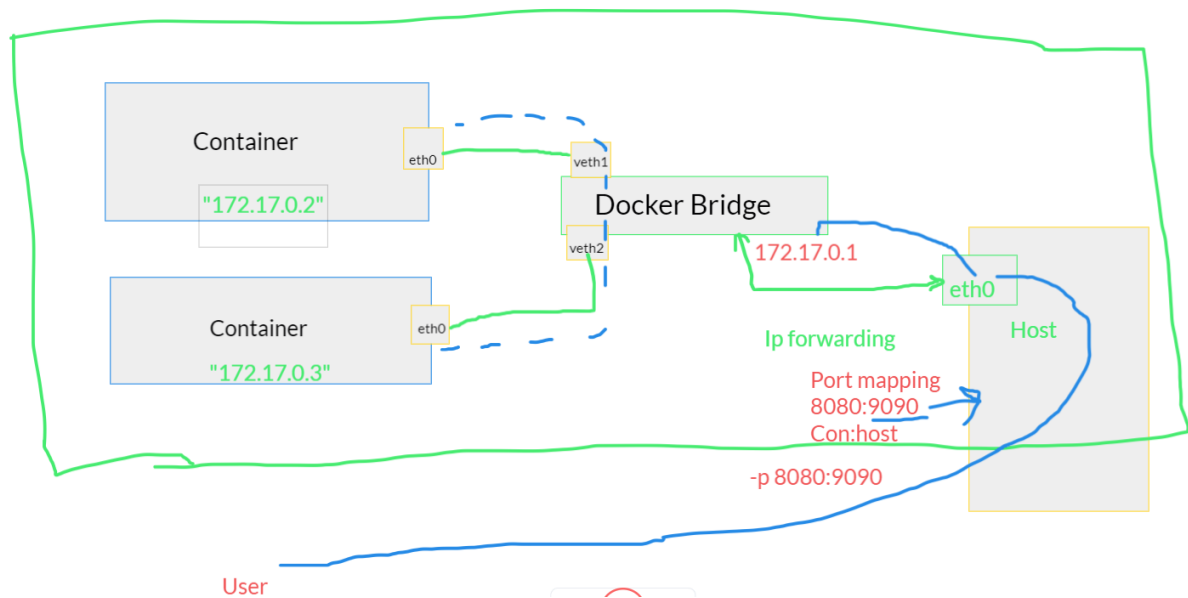 Container
eth0
"172.17.0.2"
veth1
Docker Bridge
veth2
172.17.0.1
Container
eth0
"172.17.0.3"
eth0
Host
Ip forwarding
Port mapping
8080:9090
Con:host
-p 8080:9090
User